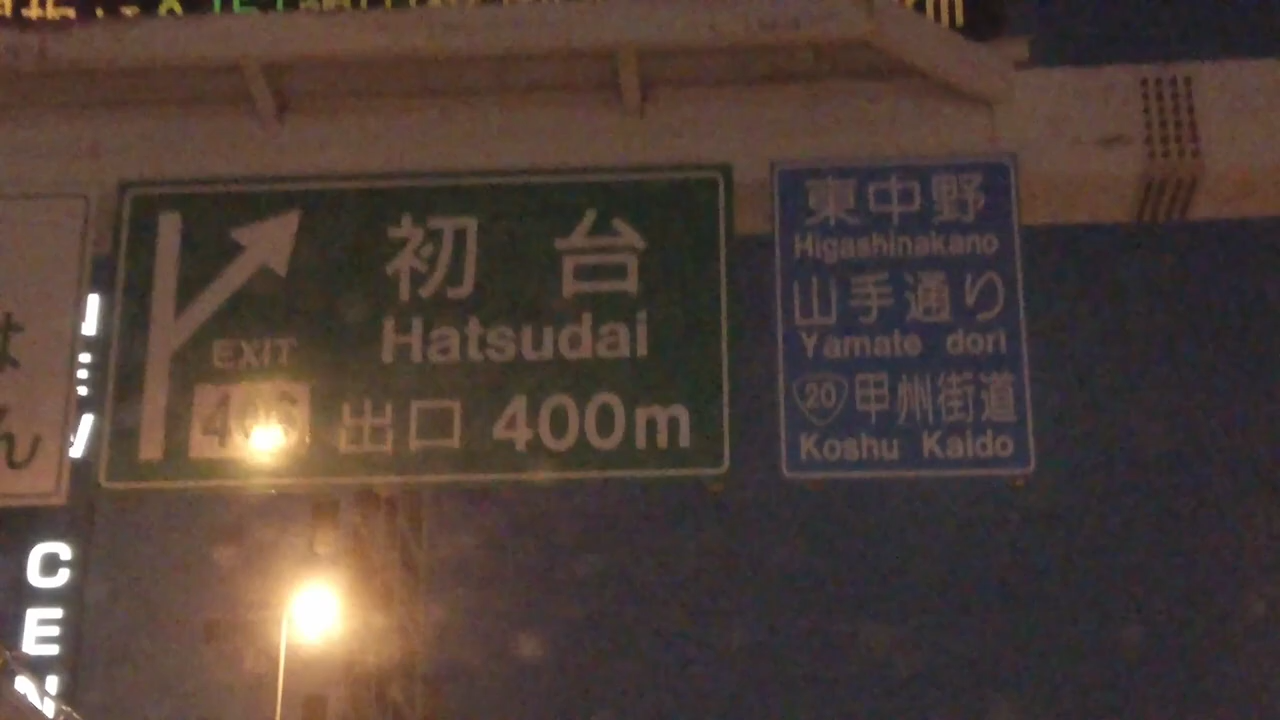 初 台
Hatsudai
EXIT
出口 400m
東中野
Higashinakano
山手通り
Yamate dori
20 甲州街道
Koshu Kaido
C
E
N